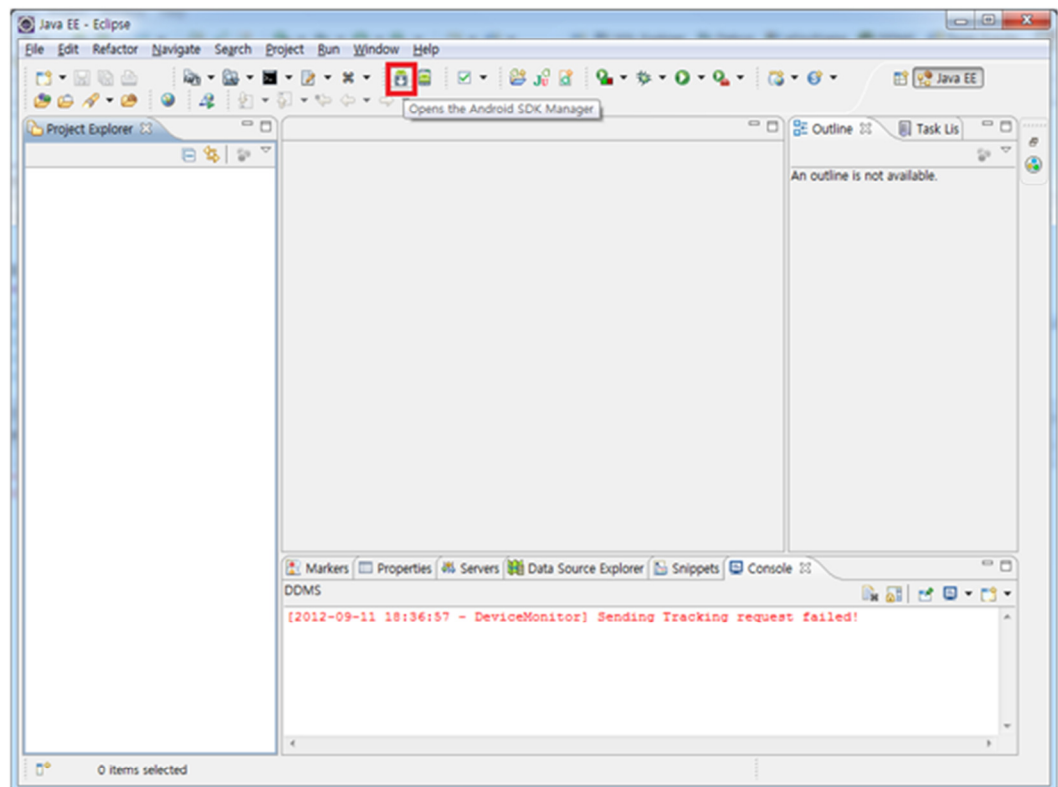 Java EE - Eclipse
File Edit Refactor Navigate Search Project Run Window Help
Java EE
Opens the Android SDK Manager
Project Explorer
Outline Task Lis
An outline is not available.
Markers Properties Servers Data Source Explorer Snippets Console
DDMS
[2012-09-11 18:36:57 - DeviceMonitor] Sending Tracking request failed!
0 items selected